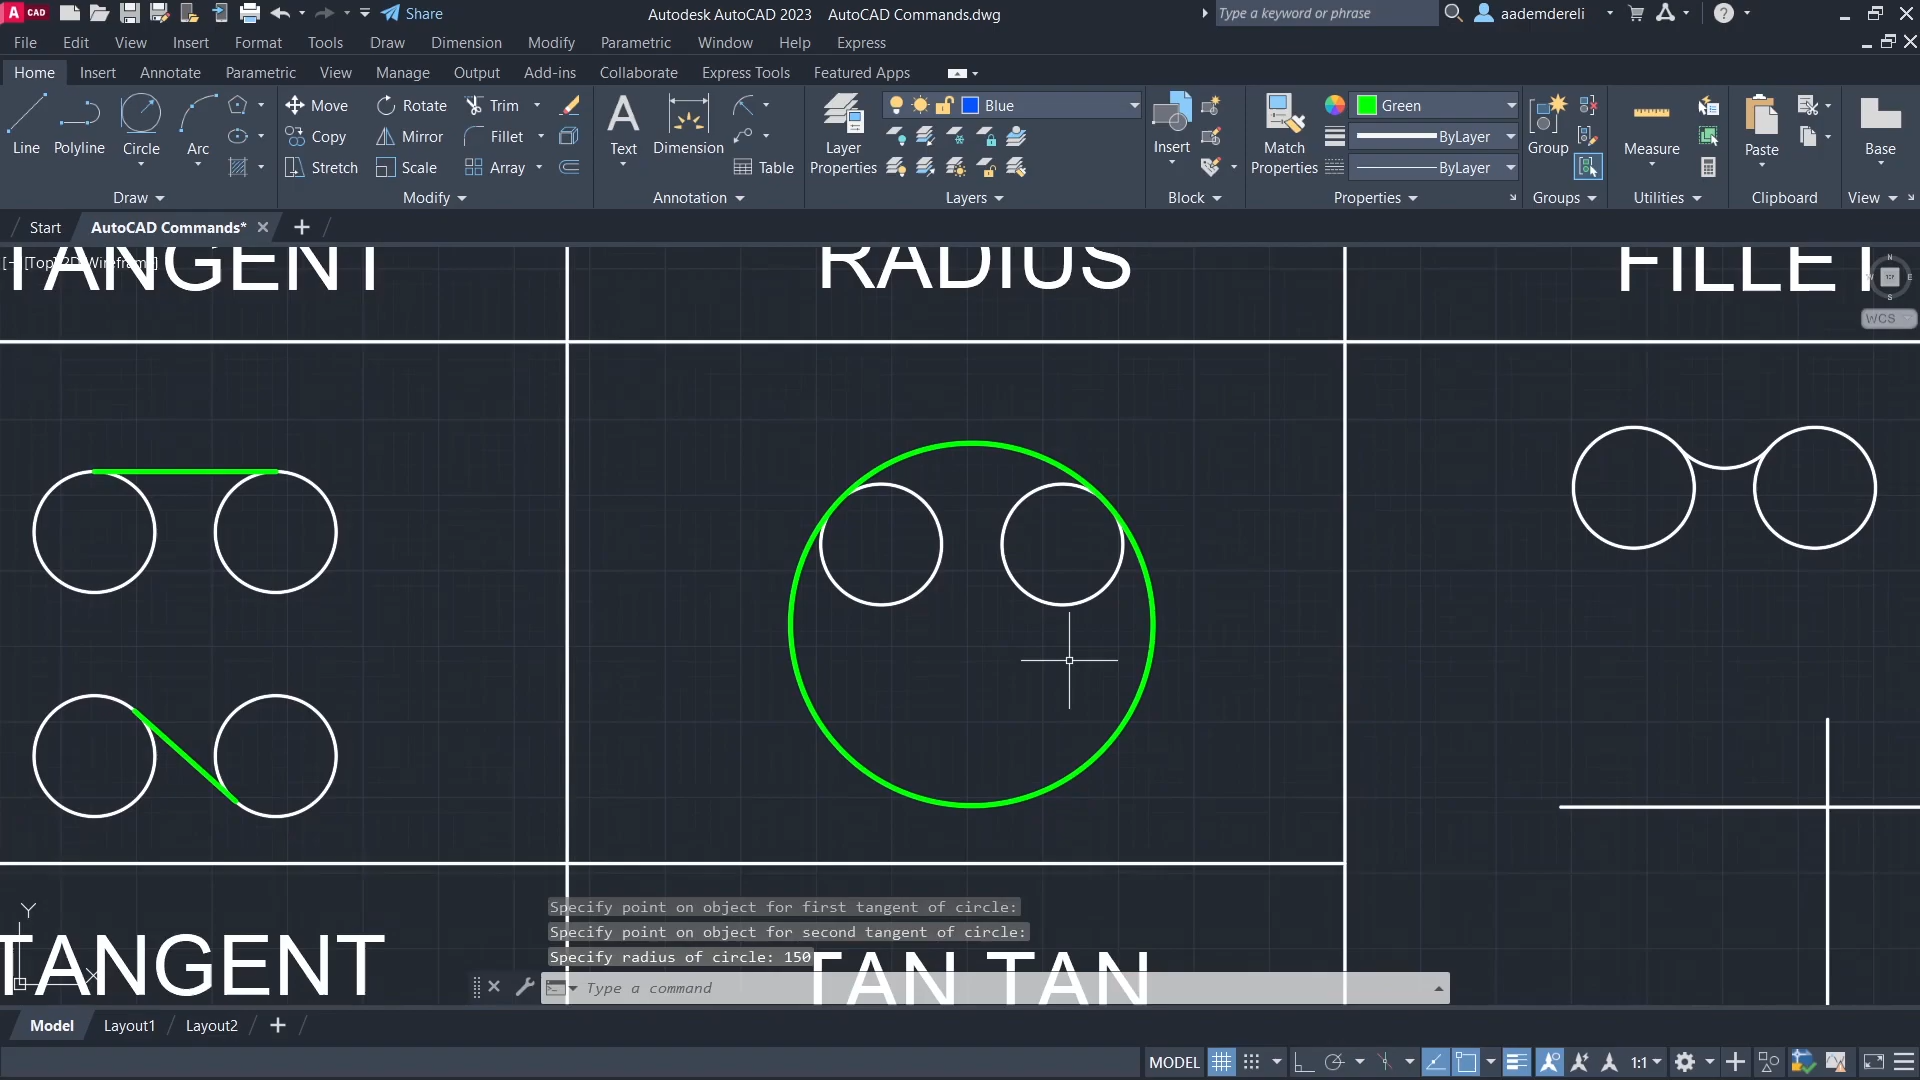 A CAD Share Autodesk AutoCAD 2023 AutoCAD Commands.dwg Type a keyword or phrase aademdereli ?
File Edit View Insert Format Tools Draw Dimension Modify Parametric Window Help Express
Home Insert Annotate Parametric View Manage Output Add-ins Collaborate Express Tools Featured Apps
Move Rotate Trim Blue Green
Copy Mirror Fillet ByLayer
Line Polyline Circle Arc Text Dimension Layer Properties Insert Match Properties Group Measure Paste Base
Stretch Scale Array Table ByLayer
Draw Modify Annotation Layers Block Properties Groups Utilities Clipboard View
Start AutoCAD Commands*
[-][Top][2D Wireframe]
TANGENT RADIUS FILLET
N
W TOP E
S
WCS
Y
X
TANGENT TAN TAN
Specify point on object for first tangent of circle:
Specify point on object for second tangent of circle:
Specify radius of circle: 150
Type a command
Model Layout1 Layout2
MODEL 1:1